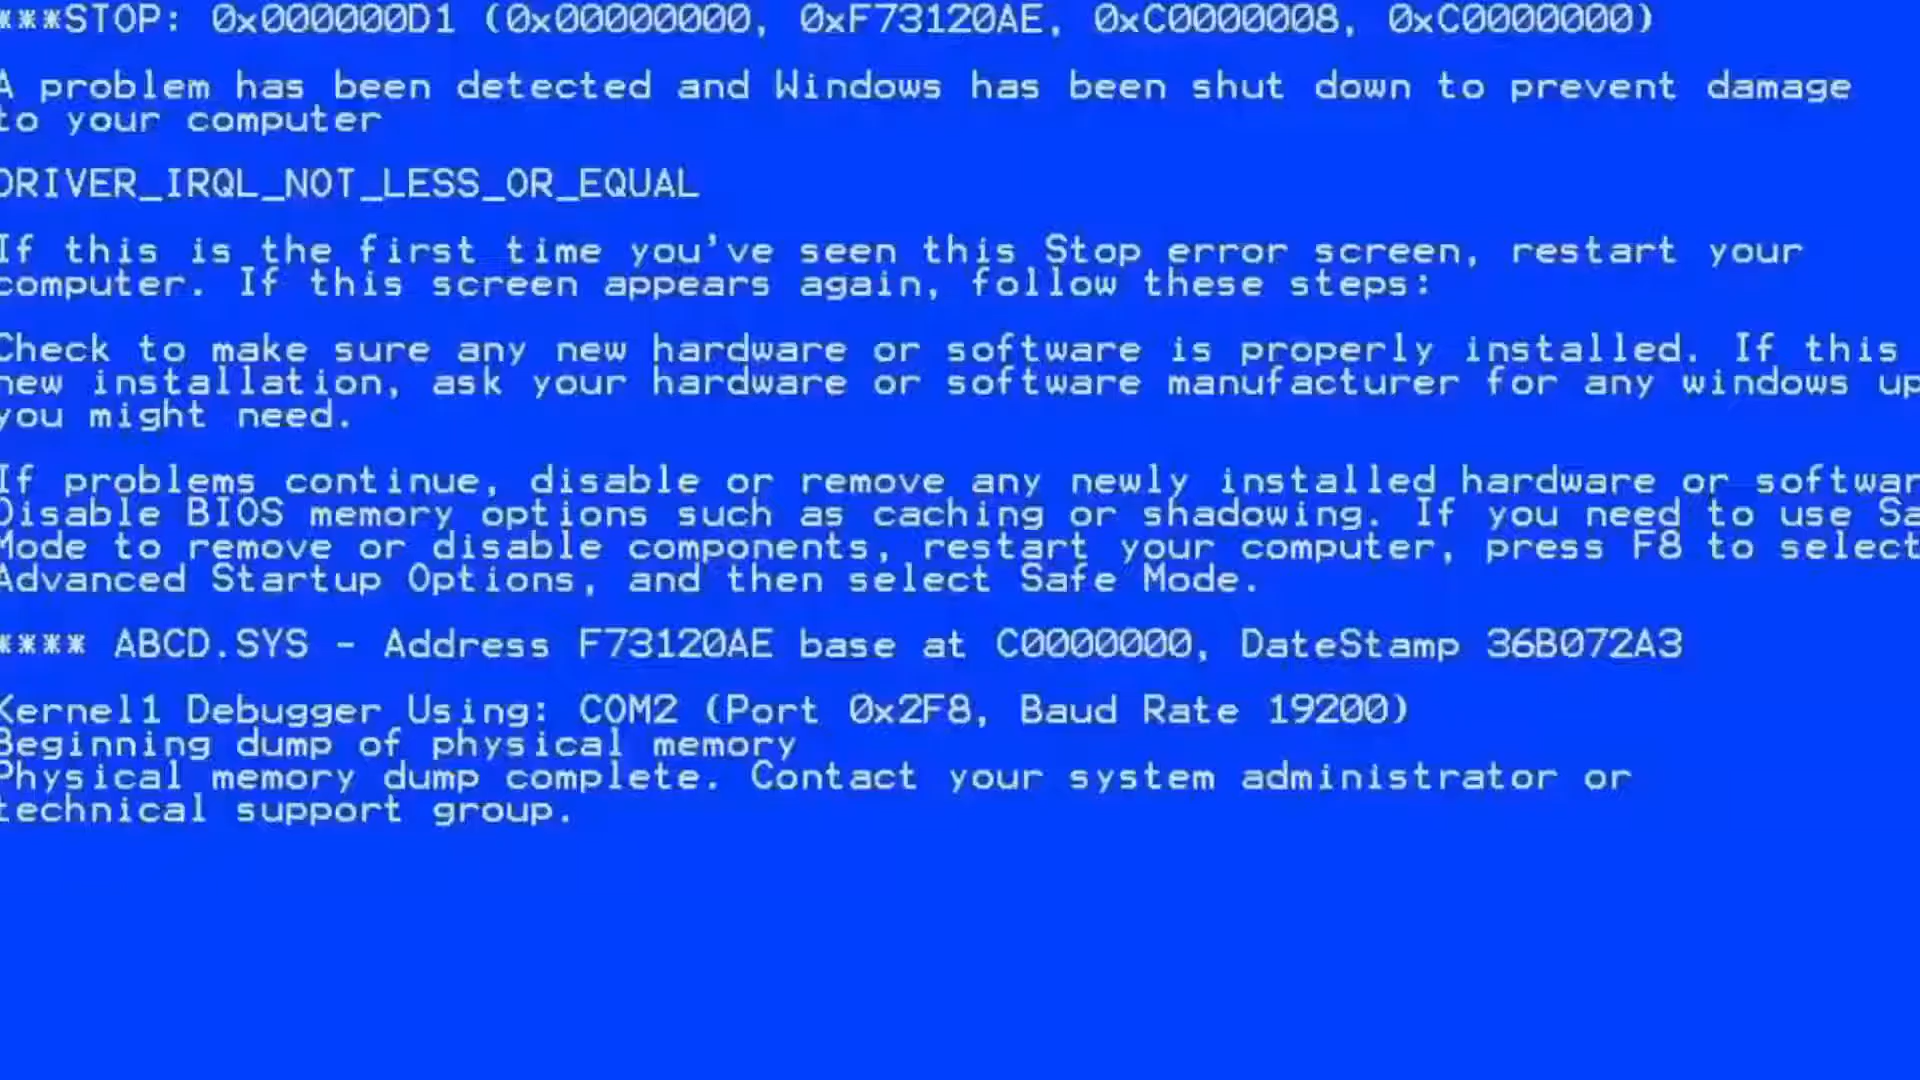 ***STOP: 0x000000D1 (0x00000000, 0xF73120AE, 0xC0000008, 0xC0000000)
A problem has been detected and Windows has been shut down to prevent damage
to your computer
DRIVER_IRQL_NOT_LESS_OR_EQUAL
If this is the first time you've seen this Stop error screen, restart your
computer. If this screen appears again, follow these steps:
Check to make sure any new hardware or software is properly installed. If this
new installation, ask your hardware or software manufacturer for any windows up
you might need.
If problems continue, disable or remove any newly installed hardware or softwar
Disable BIOS memory options such as caching or shadowing. If you need to use Sa
Mode to remove or disable components, restart your computer, press F8 to select
Advanced Startup Options, and then select Safe Mode.
**** ABCD.SYS - Address F73120AE base at C0000000, DateStamp 36B072A3
Kernel1 Debugger Using: COM2 (Port 0x2F8, Baud Rate 19200)
Beginning dump of physical memory
Physical memory dump complete. Contact your system administrator or
technical support group.